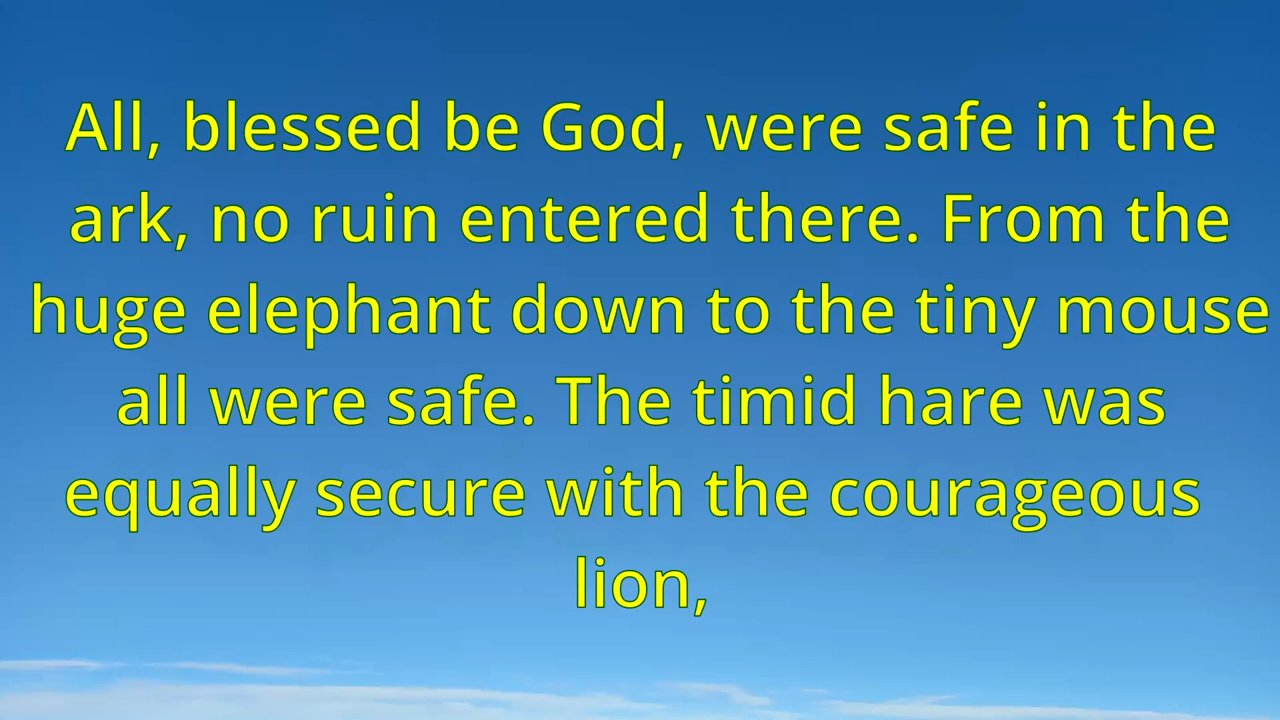 All, blessed be God, were safe in the
ark, no ruin entered there. From the
huge elephant down to the tiny mouse
all were safe. The timid hare was
equally secure with the courageous
lion,